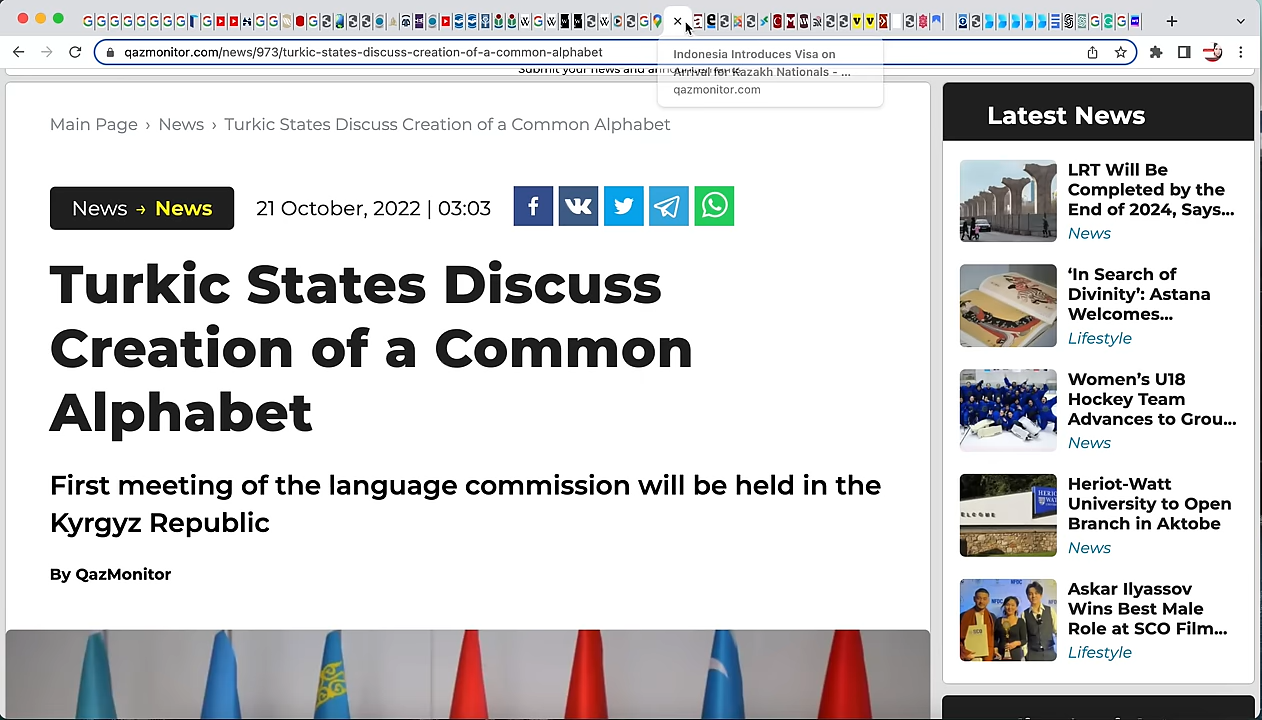 qazmonitor.com/news/973/turkic-states-discuss-creation-of-a-common-alphabet
Indonesia Introduces Visa on
Arrival for Kazakh Nationals - ...
qazmonitor.com
Submit your news and
Main Page › News › Turkic States Discuss Creation of a Common Alphabet
News → News
21 October, 2022 | 03:03
Turkic States Discuss
Creation of a Common
Alphabet
First meeting of the language commission will be held in the
Kyrgyz Republic
By QazMonitor
Latest News
LRT Will Be
Completed by the
End of 2024, Says...
News
‘In Search of
Divinity’: Astana
Welcomes...
Lifestyle
Women’s U18
Hockey Team
Advances to Grou...
News
Heriot-Watt
University to Open
Branch in Aktobe
News
Askar Ilyassov
Wins Best Male
Role at SCO Film...
Lifestyle